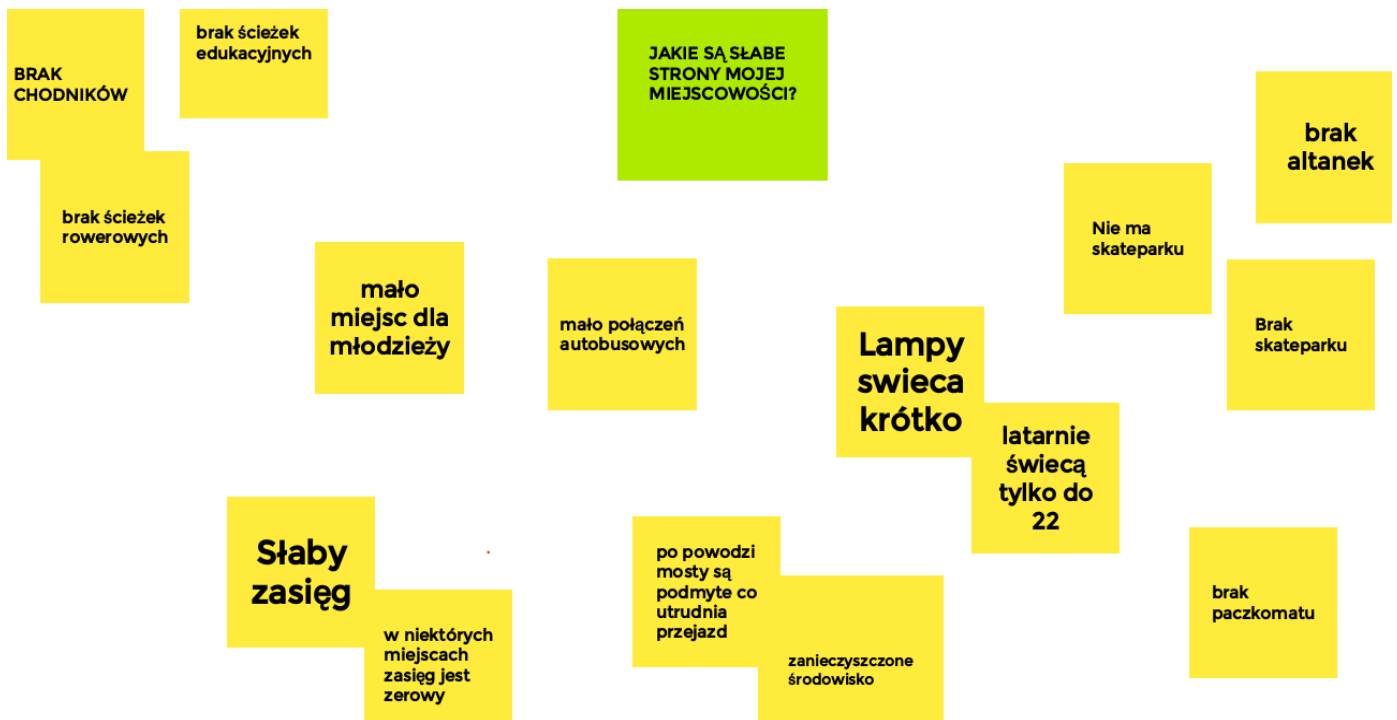 BRAK
CHODNIKÓW
brak ścieżek
edukacyjnych
JAKIE SĄ SŁABE
STRONY MOJEJ
MIEJSCOWOŚCI?
brak
altanek
brak ścieżek
rowerowych
Nie ma
skateparku
mało
miejsc dla
młodzieży
mało połączeń
autobusowych
Brak
skateparku
Lampy
swieca
krótko
latarnie
świecą
tylko do
22
Słaby
zasięg
w niektórych
miejscach
zasięg jest
zerowy
po powodzi
mosty są
podmyte co
utrudnia
przejazd
zanieczyszczone
środowisko
brak
paczkomatu